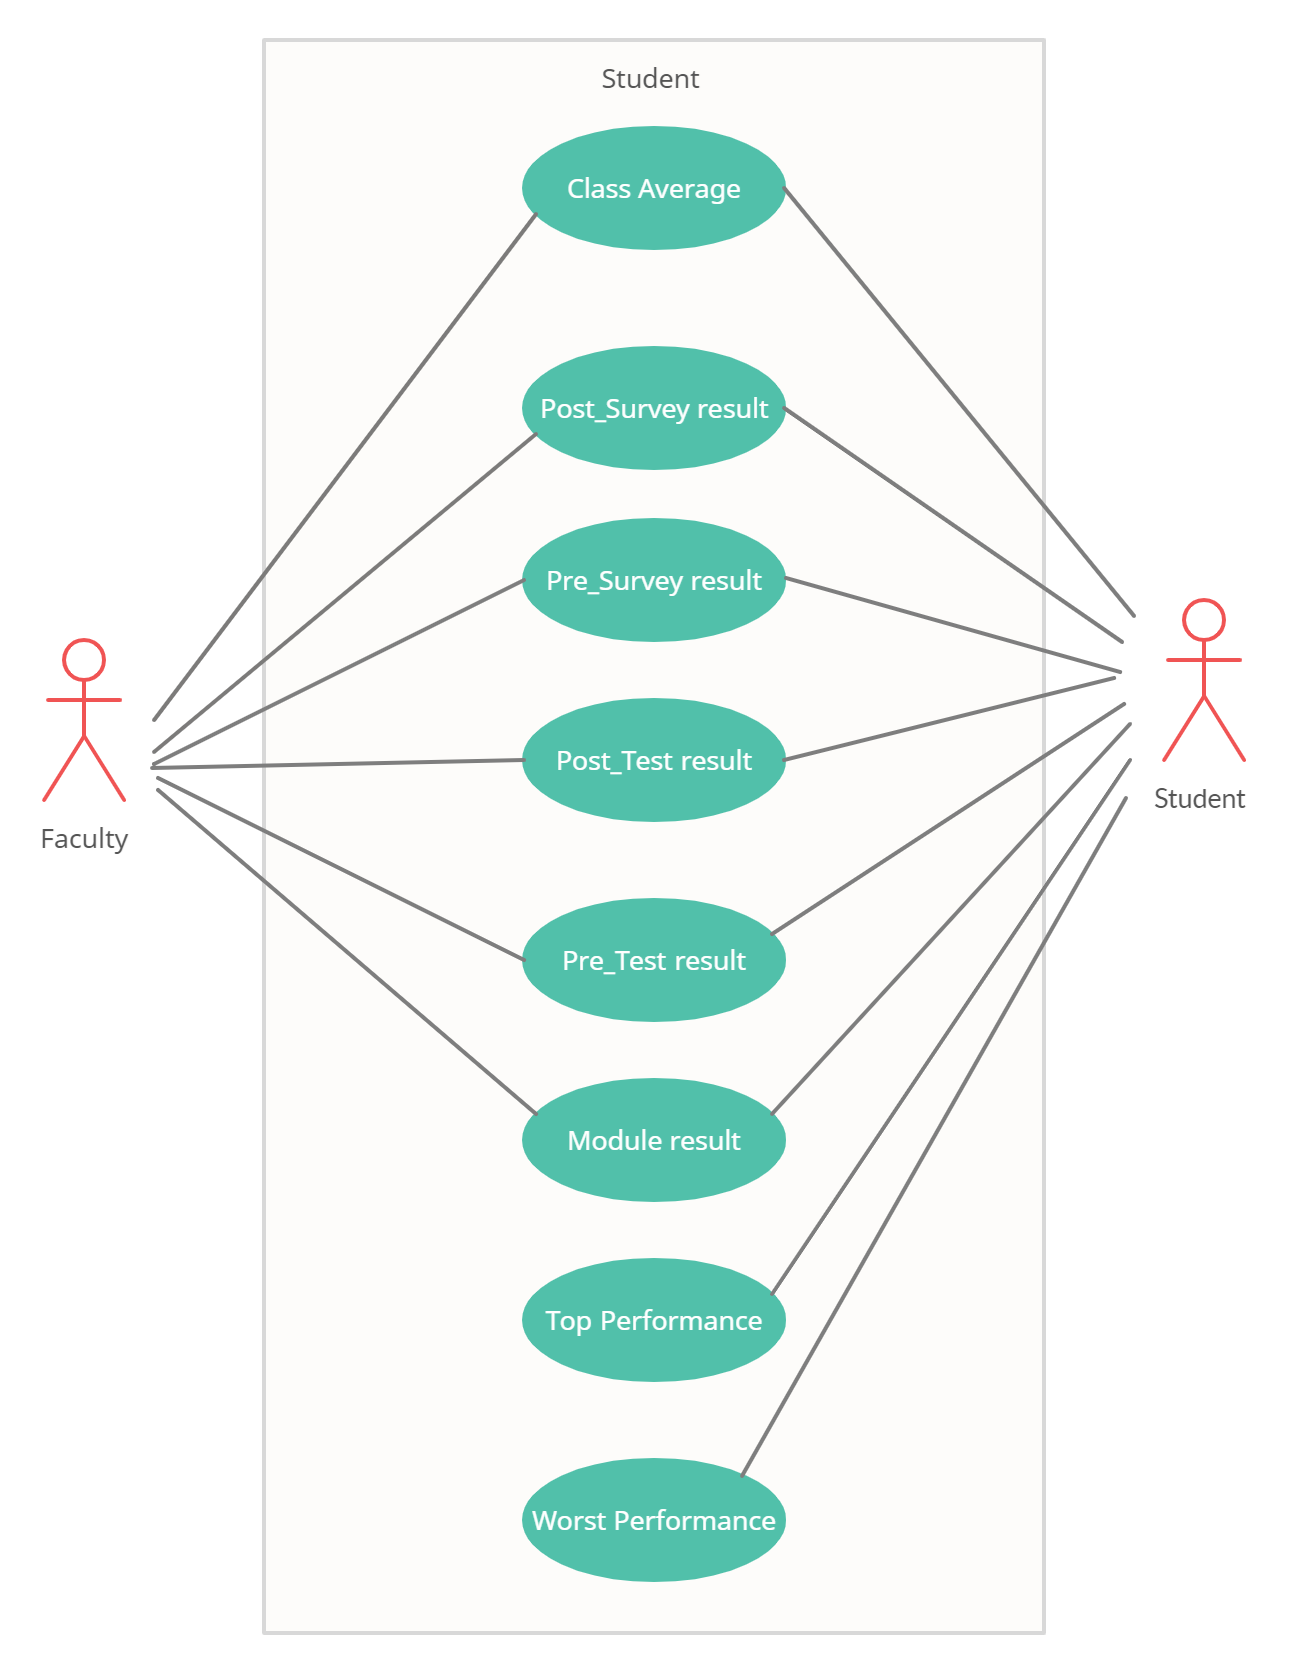 Student
Class Average
Post_Survey result
Pre_Survey result
Post_Test result
Student
Faculty
Pre_Test result
Module result
Top Performance
Worst Performance